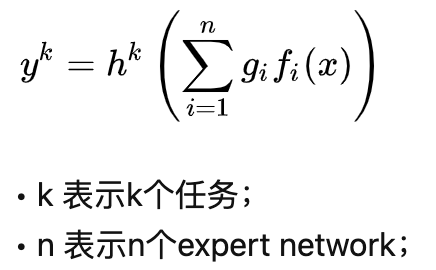 y^k = h^k \left( \sum_{i=1}^{n} g_i f_i(x) \right)
• k 表示k个任务；
• n 表示n个expert network；